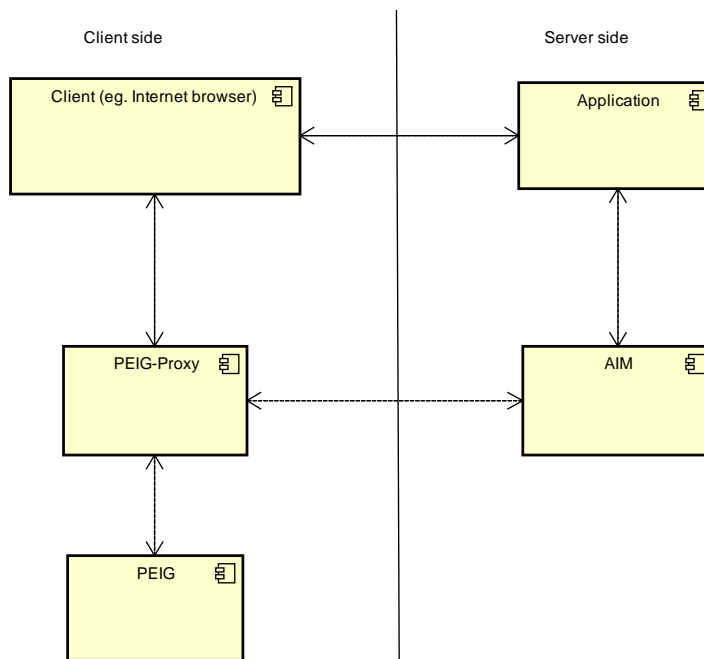 Client side
Server side
Client (eg. Internet browser)
Application
PEIG-Proxy
AIM
PEIG